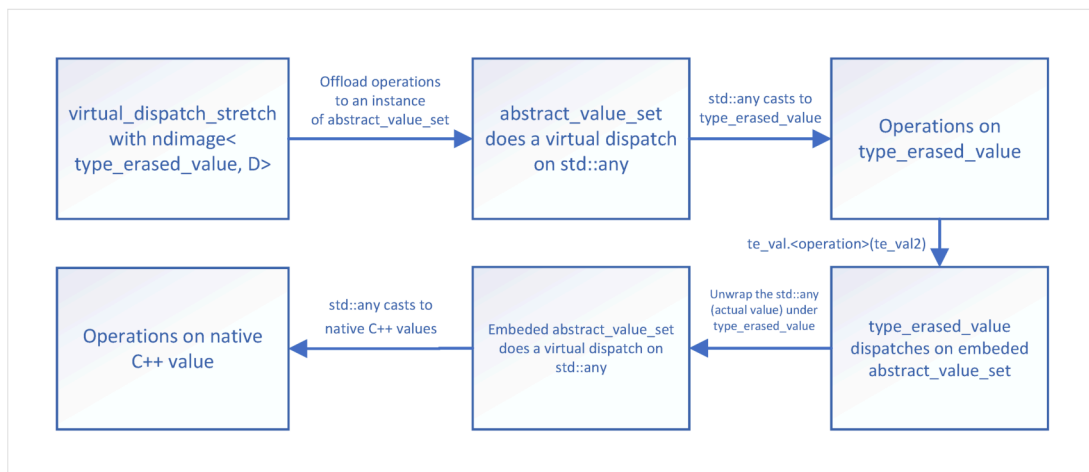 virtual_dispatch_stretch
with ndimage<
type_erased_value, D>
Offload operations
to an instance
of abstract_value_set
abstract_value_set
does a virtual dispatch
on std::any
std::any casts to
type_erased_value
Operations on
type_erased_value
te_val.<operation>(te_val2)
type_erased_value
dispatches on embeded
abstract_value_set
Unwrap the std::any
(actual value) under
type_erased_value
Embeded abstract_value_set
does a virtual dispatch on
std::any
std::any casts to
native C++ values
Operations on native
C++ value